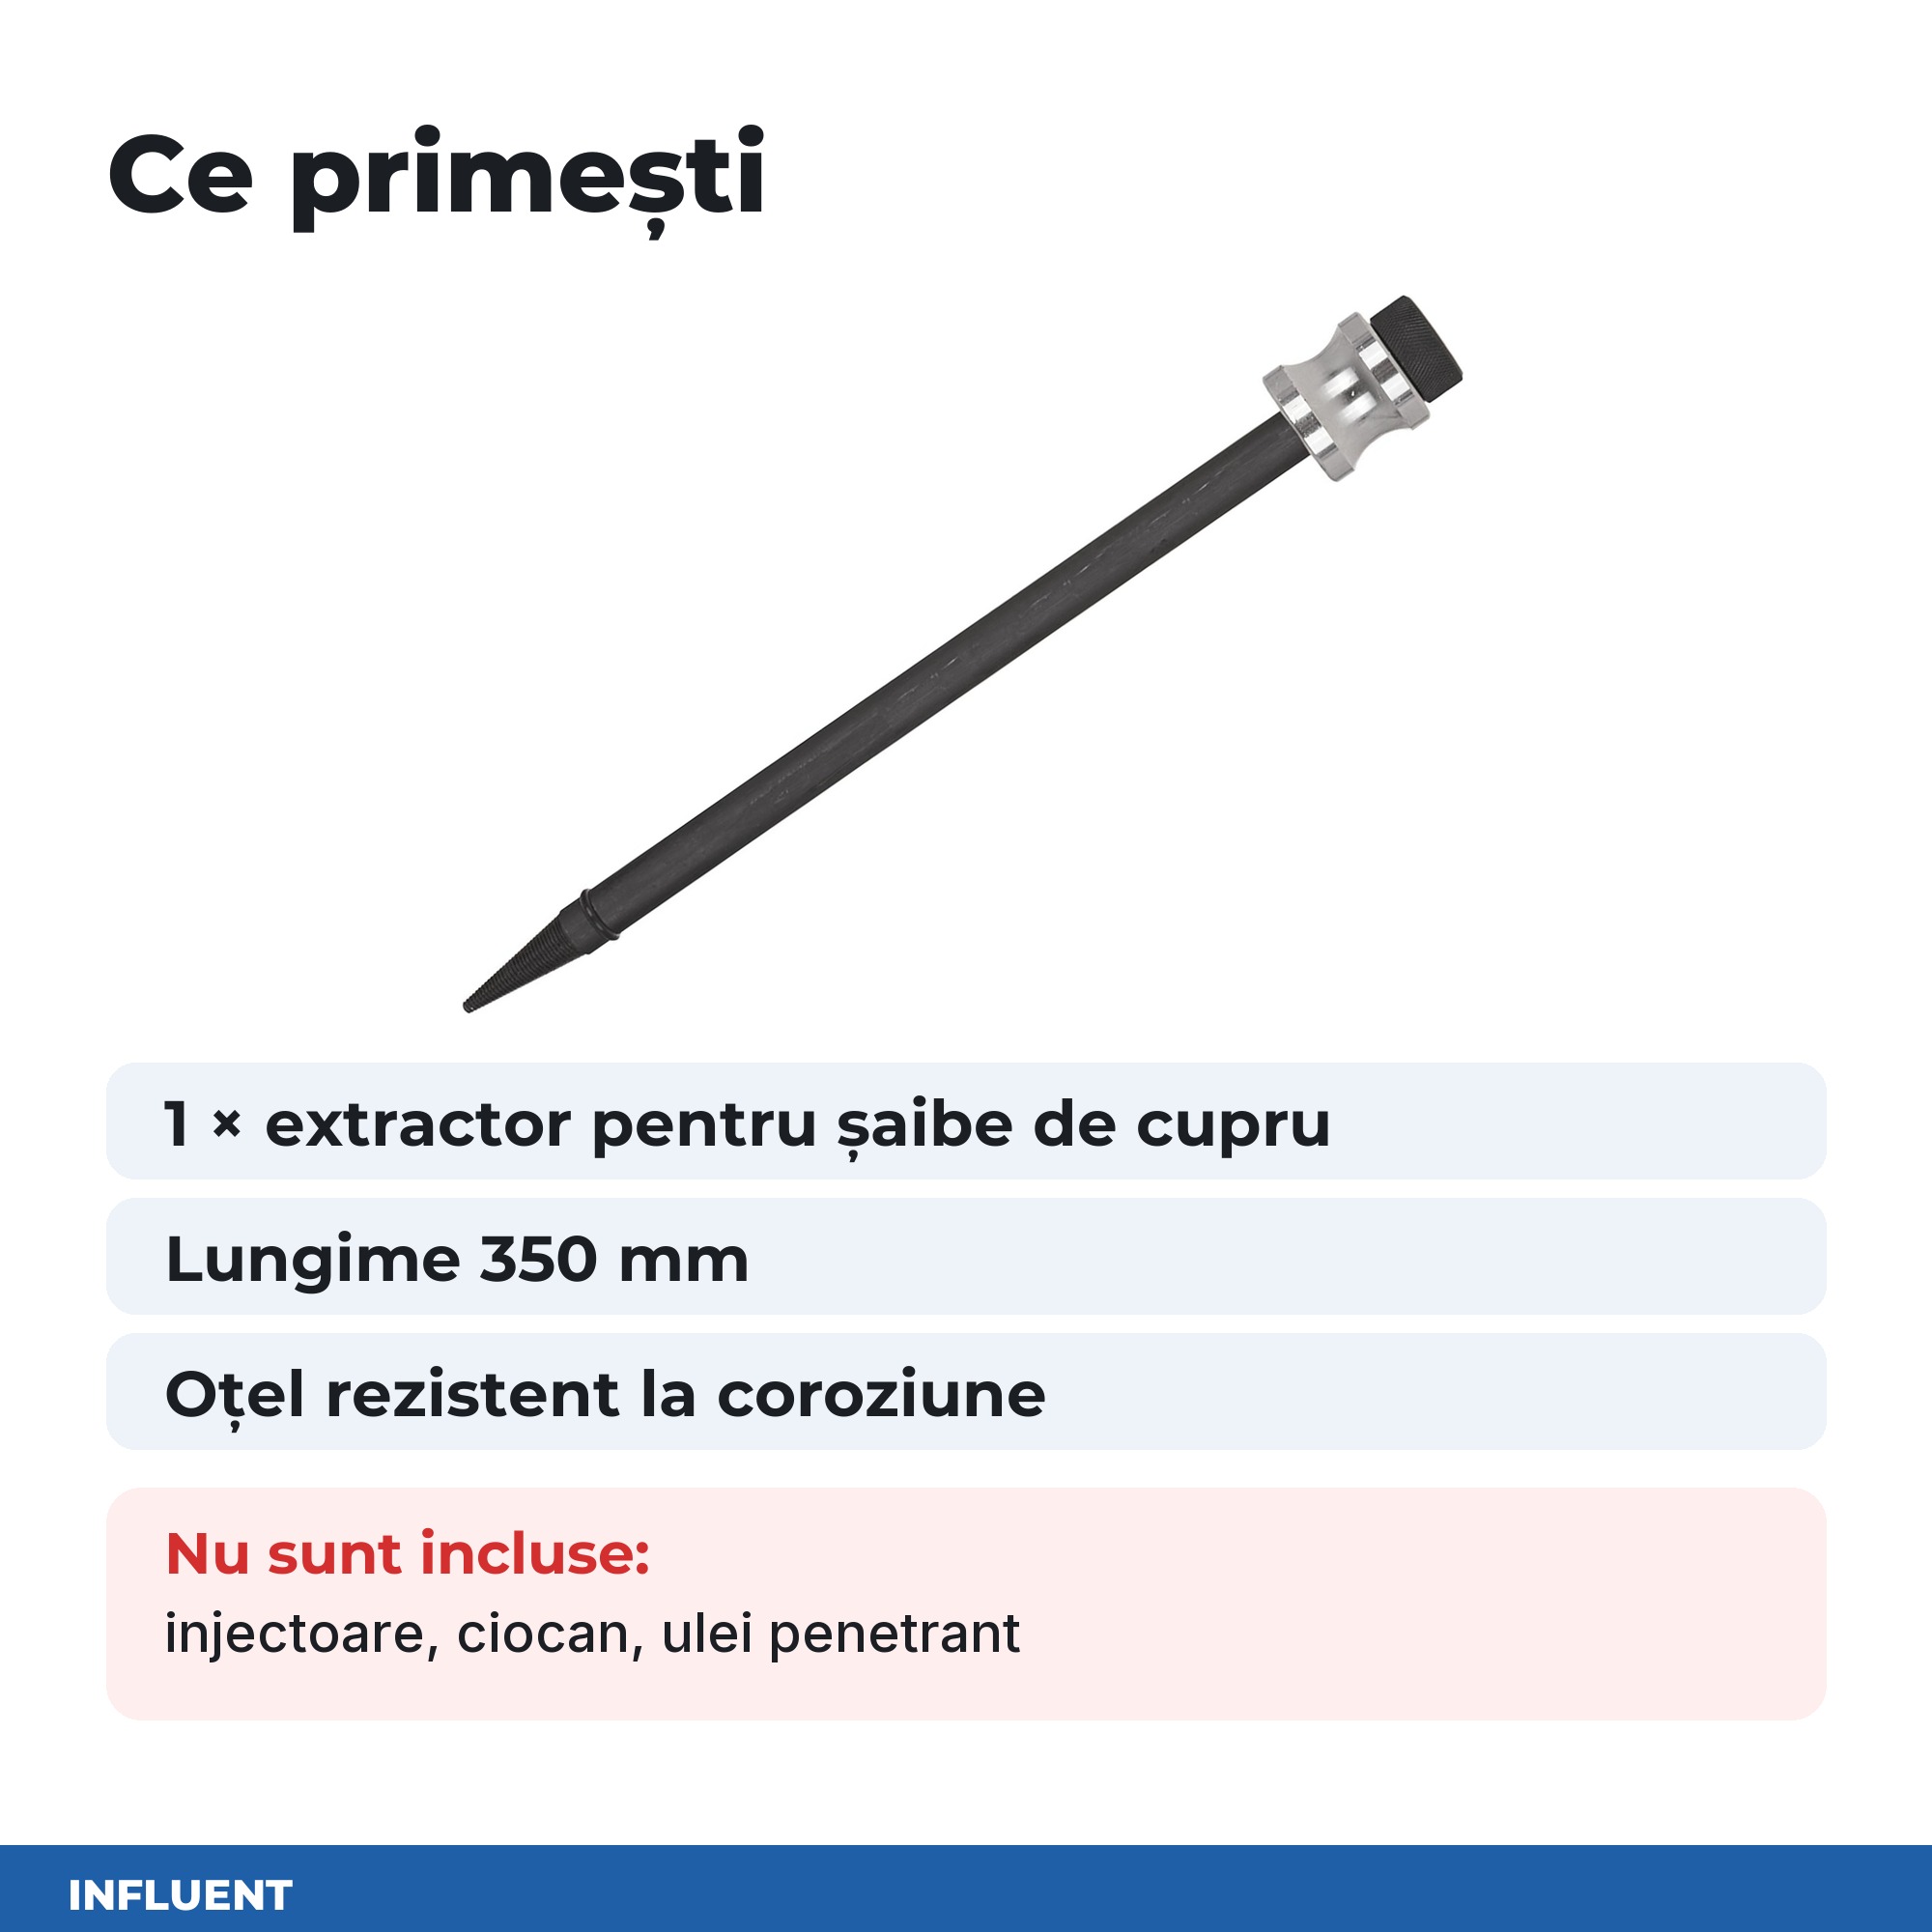 Ce primești
1 × extractor pentru șaibe de cupru
Lungime 350 mm
Oțel rezistent la coroziune
Nu sunt incluse:
injectoare, ciocan, ulei penetrant
INFLUENT